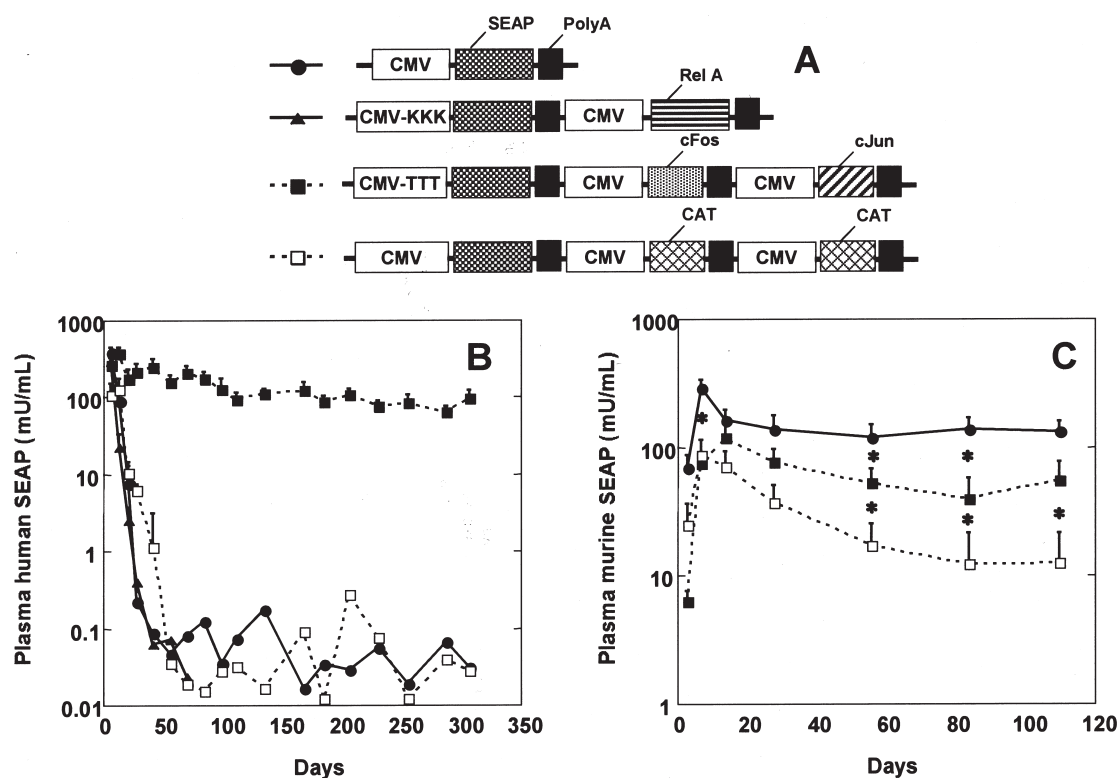 SEAP PolyA
A
CMV
Rel A
CMV-KKK CMV
cFos cJun
CMV-TTT CMV CMV
CAT CAT
CMV CMV CMV
B
Plasma human SEAP (mU/mL)
1000
100
10
1
0.1
0.01
0 50 100 150 200 250 300 350
Days
C
Plasma murine SEAP (mU/mL)
1000
100
10
1
* * *
* * *
0 20 40 60 80 100 120
Days